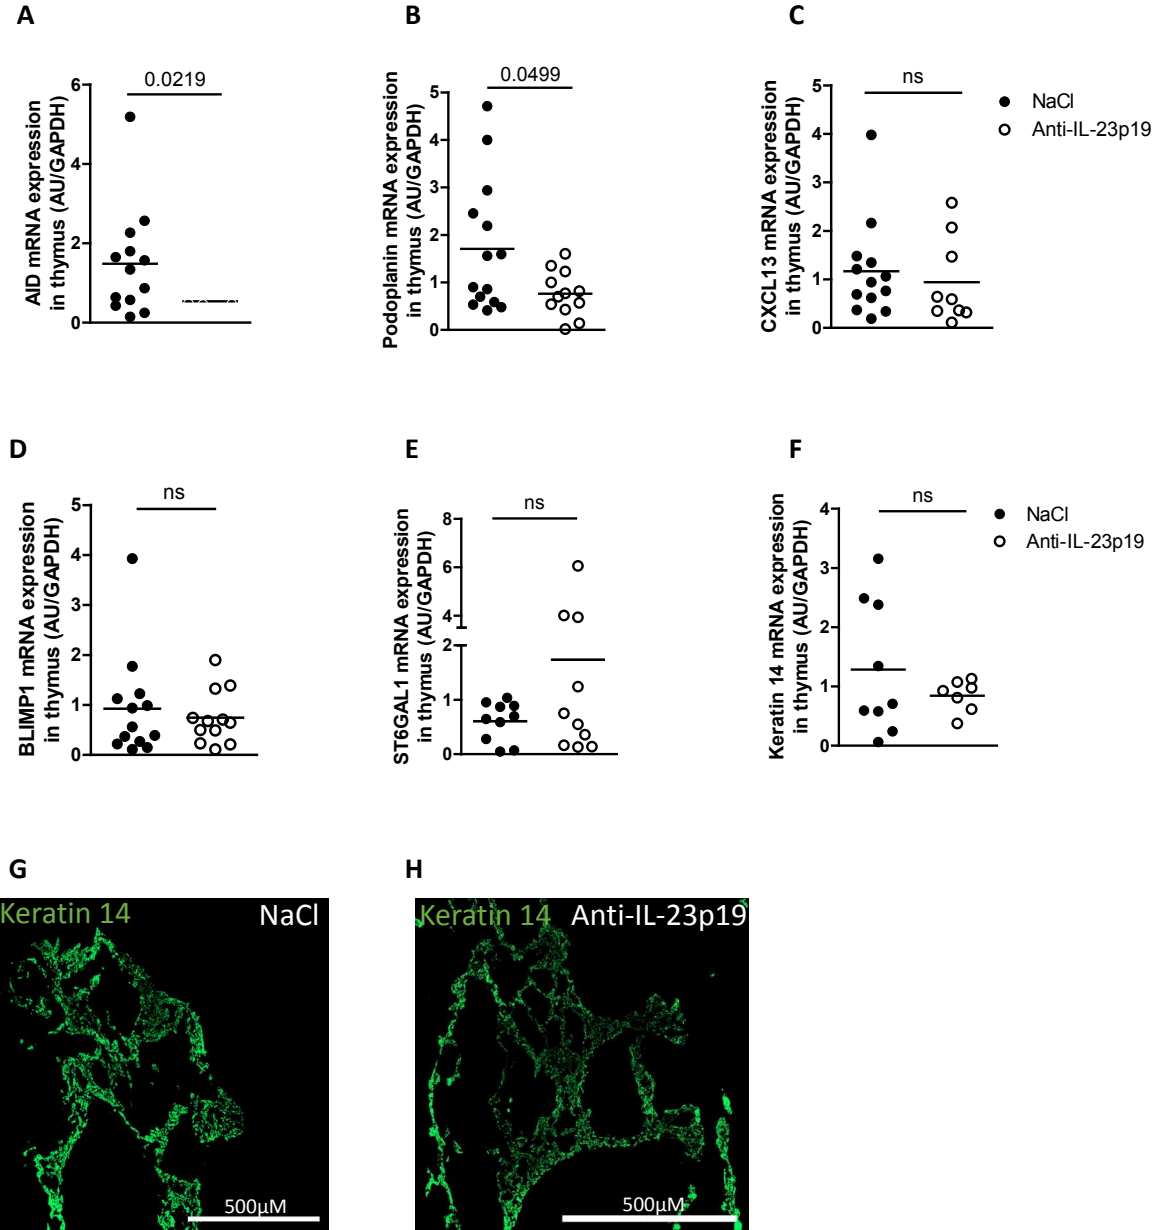 A
B
C
0.0219
0.0499
ns
AID mRNA expression
in thymus (AU/GAPDH)
6
4
2
0
Podoplanin mRNA expression
in thymus (AU/GAPDH)
5
4
3
2
1
0
CXCL13 mRNA expression
in thymus (AU/GAPDH)
5
4
3
2
1
0
NaCl
Anti-IL-23p19
D
E
F
ns
ns
ns
BLIMP1 mRNA expression
in thymus (AU/GAPDH)
5
4
3
2
1
0
ST6GAL1 mRNA expression
in thymus (AU/GAPDH)
8
6
4
2
1
0
Keratin 14 mRNA expression
in thymus (AU/GAPDH)
4
3
2
1
0
NaCl
Anti-IL-23p19
G
H
Keratin 14 NaCl
500µM
Keratin 14 Anti-IL-23p19
500µM